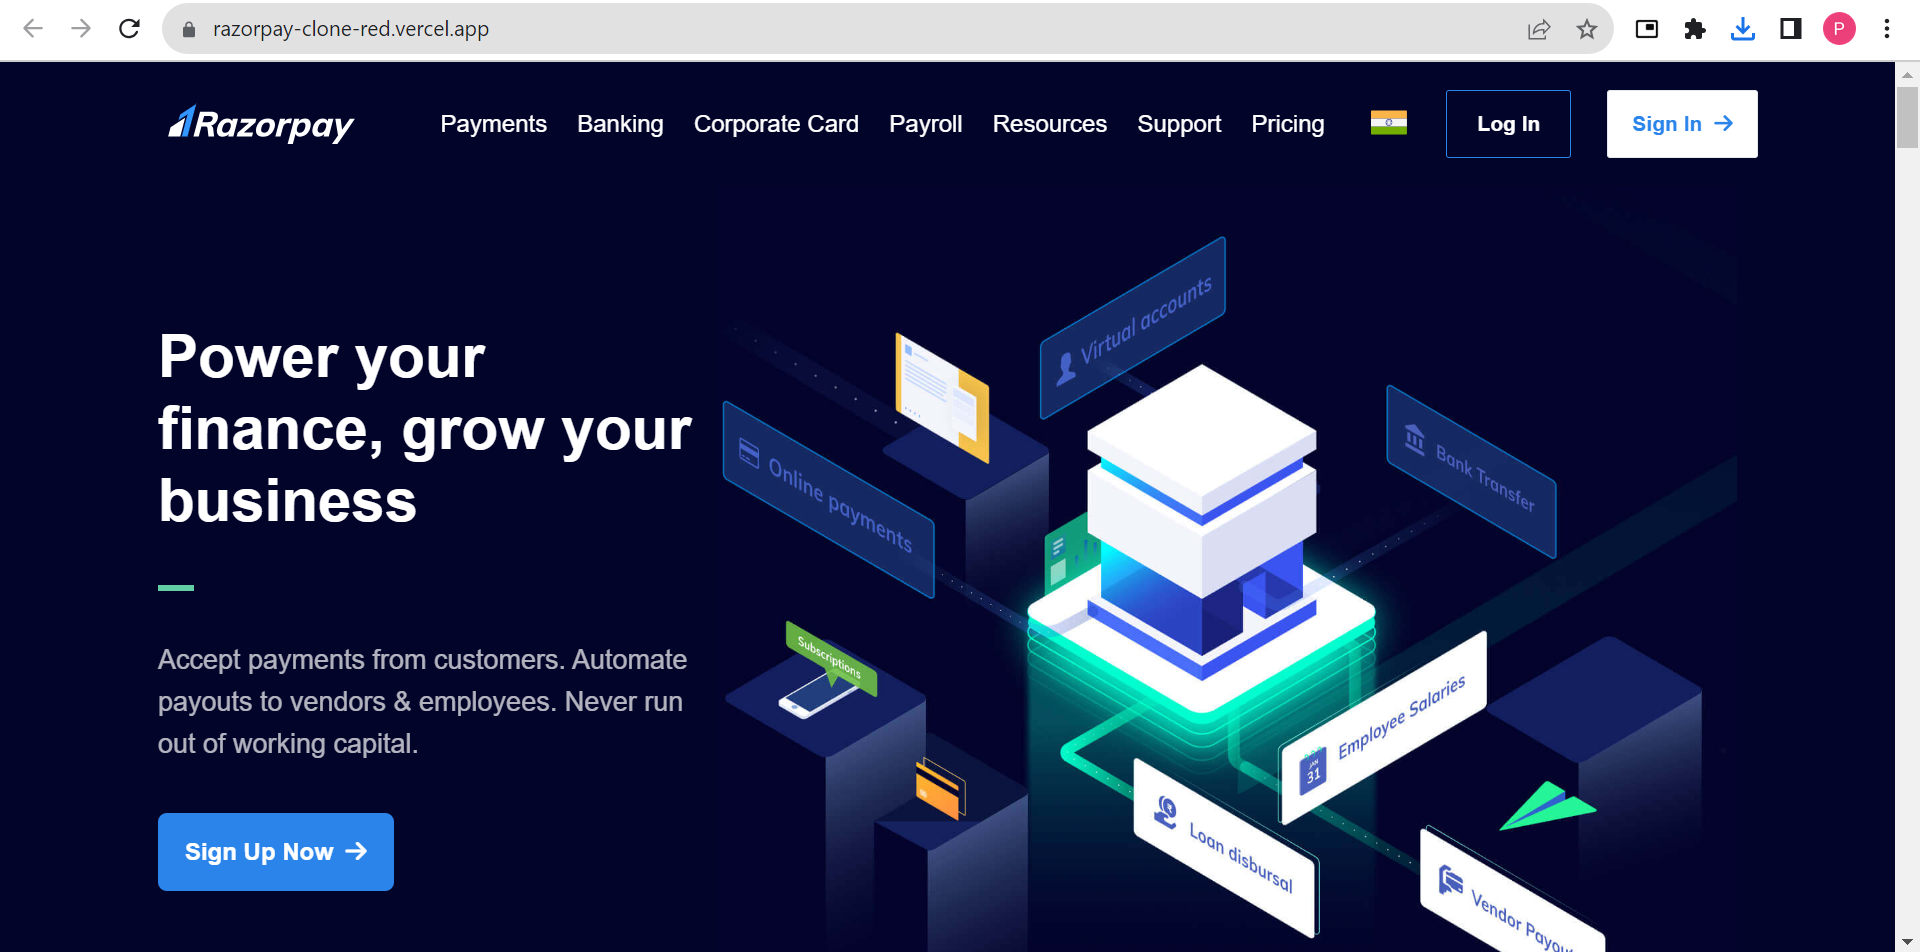 razorpay-clone-red.vercel.app
P
Razorpay
Payments
Banking
Corporate Card
Payroll
Resources
Support
Pricing
Log In
Sign In →
Power your
finance, grow your
business
Accept payments from customers. Automate
payouts to vendors & employees. Never run
out of working capital.
Sign Up Now →
Virtual accounts
Online payments
Bank Transfer
Subscriptions
Employee Salaries
JAN
31
Loan disbursal
Vendor Payou